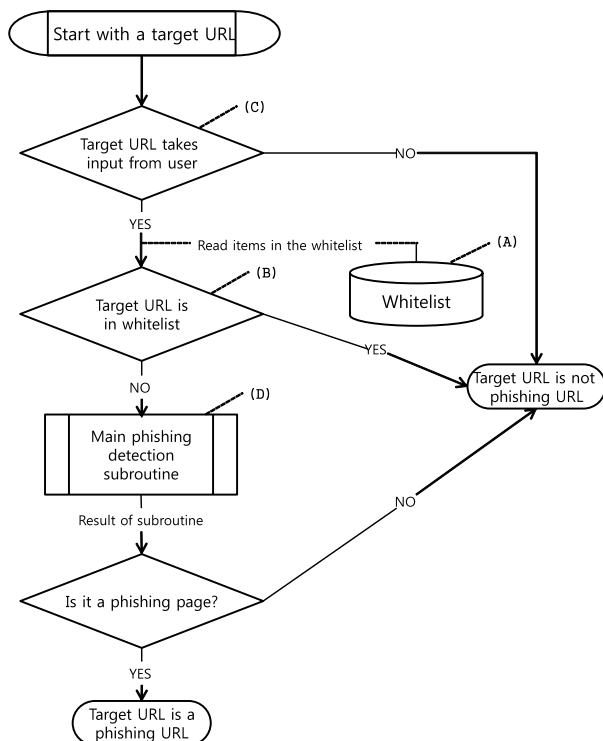 Start with a target URL
(C)
Target URL takes
input from user
NO
YES
Read items in the whitelist
(A)
(B)
Whitelist
Target URL is
in whitelist
YES
Target URL is not
phishing URL
NO
(D)
Main phishing
detection
subroutine
NO
Result of subroutine
Is it a phishing page?
YES
Target URL is a
phishing URL